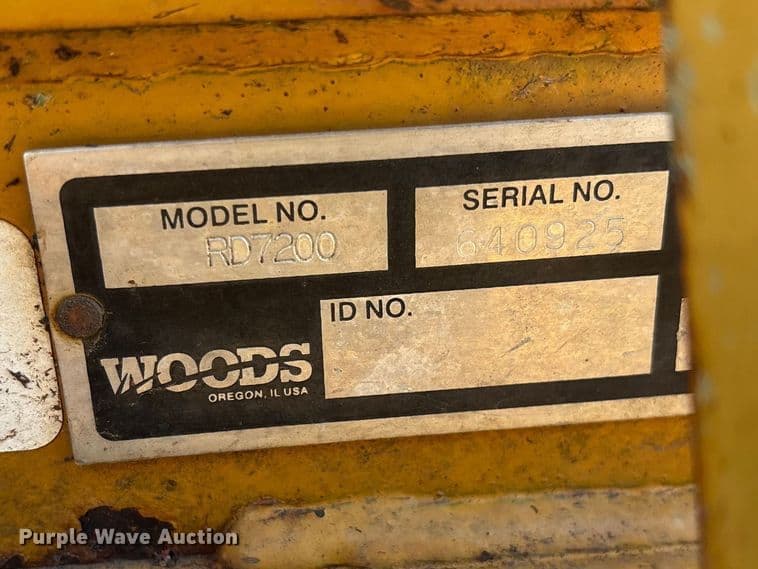 MODEL NO.
RD7200
SERIAL NO.
640925
ID NO.
WOODS
OREGON, IL USA
Purple Wave Auction